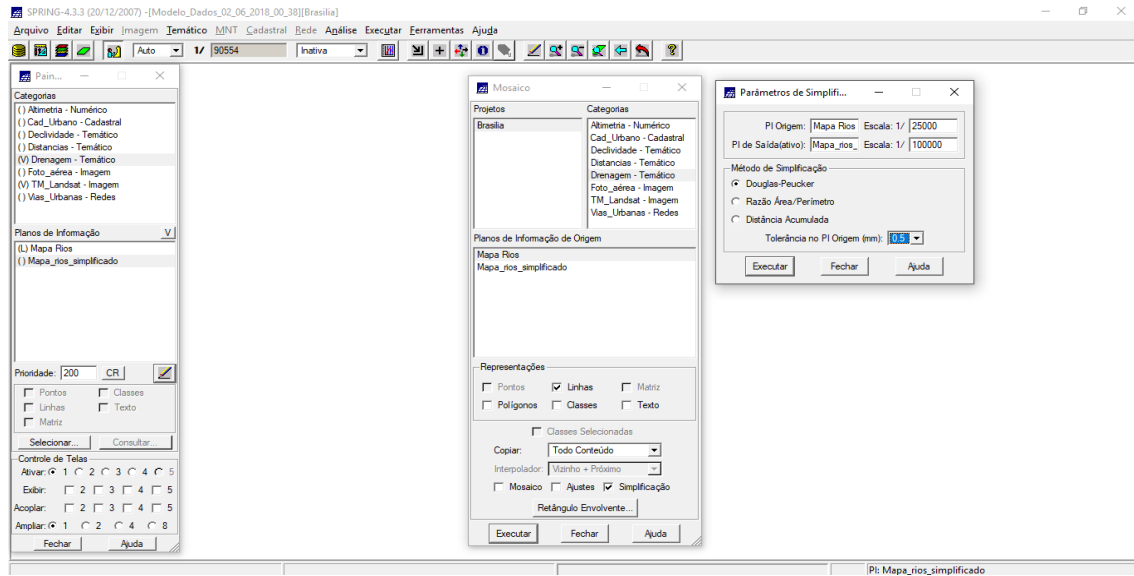 SPRING-4.3.3 (20/12/2007) -[Modelo_Dados_02_06_2018_00_38][Brasilia]
Arquivo Editar Exibir Imagem Temático MNT Cadastral Rede Análise Executar Ferramentas Ajuda
Auto 1/ 90554 Inativa
Pain...
Categorias
( ) Altimetria - Numérico
( ) Cad_Urbano - Cadastral
( ) Declividade - Temático
( ) Distancias - Temático
(V) Drenagem - Temático
( ) Foto_aérea - Imagem
(V) TM_Landsat - Imagem
( ) Vias_Urbanas - Redes
Planos de Informação V
(L) Mapa Rios
( ) Mapa_rios_simplificado
Prioridade: 200 CR
Pontos Classes
Linhas Texto
Matriz
Selecionar... Consultar...
Controle de Telas
Ativar: 1 2 3 4 5
Exibir: 2 3 4 5
Acoplar: 2 3 4 5
Ampliar: 1 2 4 8
Fechar Ajuda
Mosaico
Projetos Categorias
Brasilia
Altimetria - Numérico
Cad_Urbano - Cadastral
Declividade - Temático
Distancias - Temático
Drenagem - Temático
Foto_aérea - Imagem
TM_Landsat - Imagem
Vias_Urbanas - Redes
Planos de Informação de Origem
Mapa Rios
Mapa_rios_simplificado
Representações
Pontos Linhas Matriz
Polígonos Classes Texto
Classes Selecionadas
Copiar: Todo Conteúdo
Interpolador: Vizinho + Próximo
Mosaico Ajustes Simplificação
Retângulo Envolvente...
Executar Fechar Ajuda
Parâmetros de Simplifi...
PI Origem: Mapa Rios Escala: 1/ 25000
PI de Saída(ativo): Mapa_rios_ Escala: 1/ 100000
Método de Simplificação
Douglas-Peucker
Razão Área/Perímetro
Distância Acumulada
Tolerância no PI Origem (mm): 0.5
Executar Fechar Ajuda
PI: Mapa_rios_simplificado